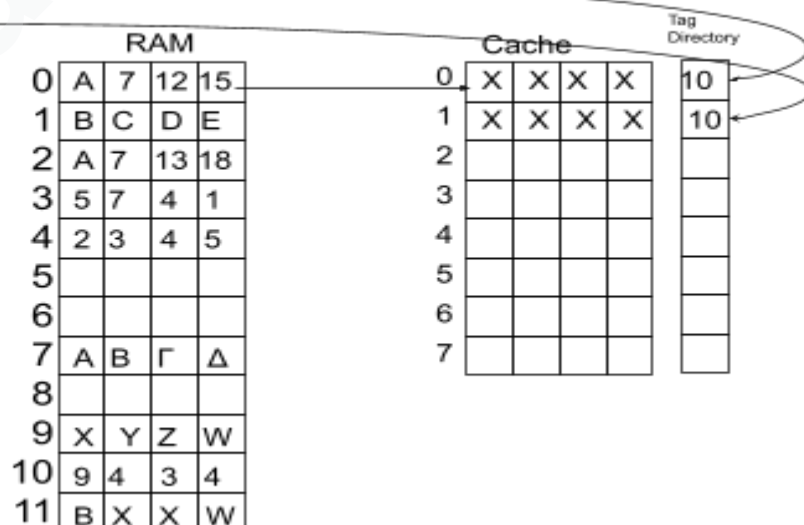 Tag
Directory
RAM
Cache
0 A 7 12 15 0 X X X X 10
1 B C D E 1 X X X X 10
2 A 7 13 18 2
3 5 7 4 1 3
4 2 3 4 5 4
5 5
6 6
7 A B Γ Δ 7
8
9 X Y Z W
10 9 4 3 4
11 B X X W